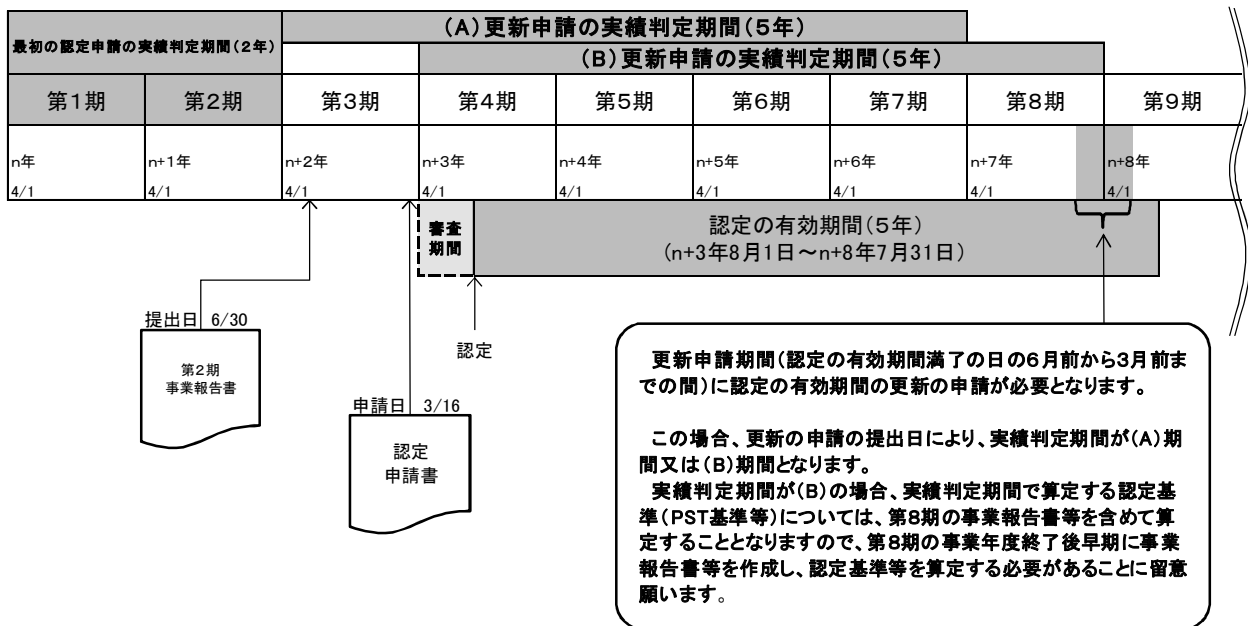 最初の認定申請の実績判定期間(2年)
(A)更新申請の実績判定期間(5年)
(B)更新申請の実績判定期間(5年)
第1期
第2期
第3期
第4期
第5期
第6期
第7期
第8期
第9期
n年
n+1年
n+2年
n+3年
n+4年
n+5年
n+6年
n+7年
n+8年
4/1
4/1
4/1
4/1
4/1
4/1
4/1
4/1
4/1
審査
期間
認定の有効期間(5年)
(n+3年8月1日~n+8年7月31日)
提出日 6/30
第2期
事業報告書
認定
申請日 3/16
認定
申請書
更新申請期間(認定の有効期間満了の日の6月前から3月前ま
での間)に認定の有効期間の更新の申請が必要となります。
この場合、更新の申請の提出日により、実績判定期間が(A)期
間又は(B)期間となります。
実績判定期間が(B)の場合、実績判定期間で算定する認定基
準(PST基準等)については、第8期の事業報告書等を含めて算
定することとなりますので、第8期の事業年度終了後早期に事業
報告書等を作成し、認定基準等を算定する必要があることに留意
願います。